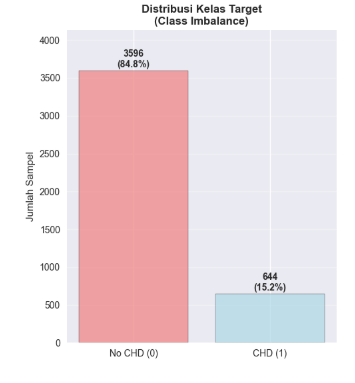 Distribusi Kelas Target
(Class Imbalance)
4000
3500
3000
2500
2000
1500
1000
500
0
Jumlah Sampel
3596
(84.8%)
644
(15.2%)
No CHD (0)
CHD (1)